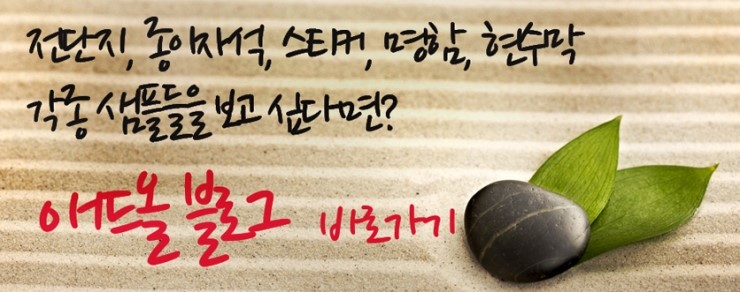 전단지, 종이자석, 스티커, 명함, 현수막
각종 샘플들을 보고 싶다면?
애드올 블로그 바로가기